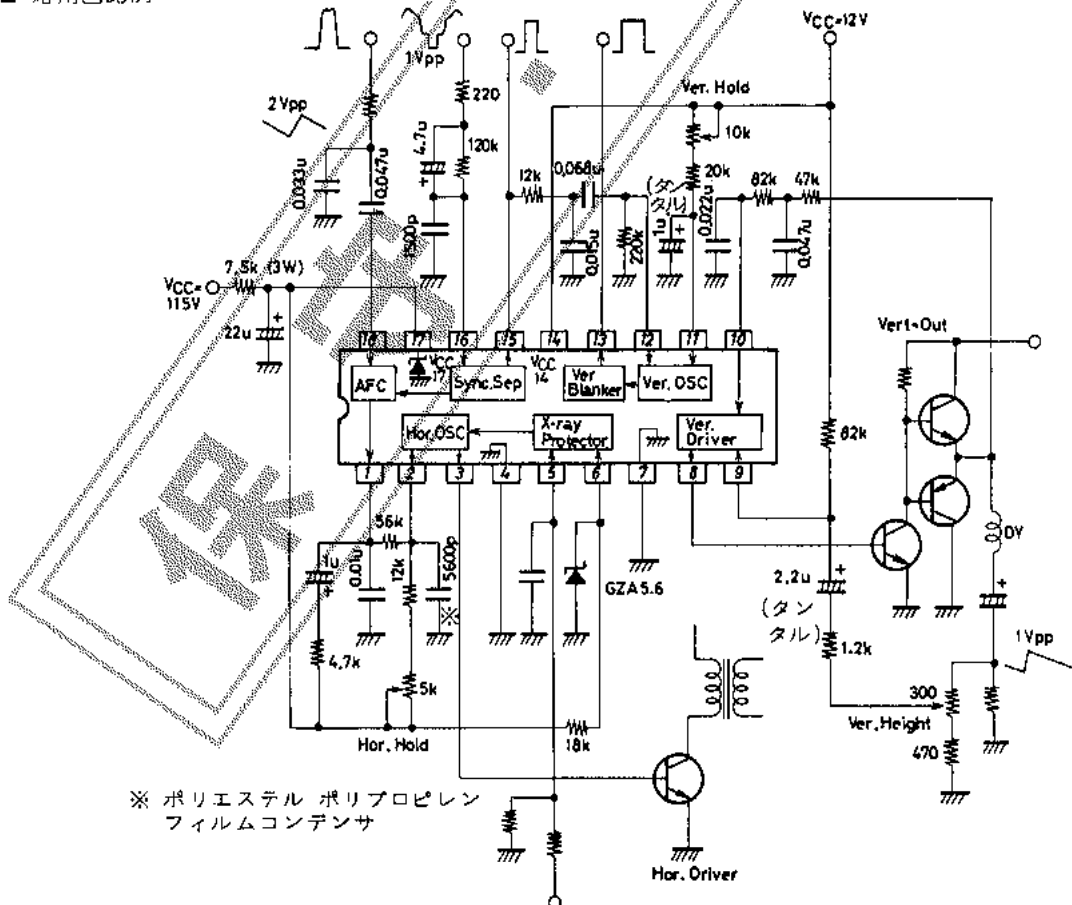 Vcc=12V
1Vpp
2Vpp
220
4.7u
120k
0.033u
0.047u
1500p
12k
0.068u
0.015u
220k
Ver. Hold
10k
20k
(タンタル)
1u
0.022u
82k
47k
0.047u
7.5k (3W)
VCC=
115V
22u
18
17
16
15
14
13
12
11
10
AFC
VCC
17
Sync.Sep
VCC
14
Ver
Blanker
Ver. OSC
Hor.OSC
X-ray
Protector
Ver.
Driver
1
2
3
4
5
6
7
8
9
Vert-Out
82k
DV
56k
1u
0.01u
12k
5600p
※
4.7k
5k
Hor. Hold
GZA5.6
18k
2.2u
(タンタル)
1.2k
1Vpp
300
Ver.Height
470
※ ポリエステル ポリプロピレン
フィルムコンデンサ
Hor. Driver